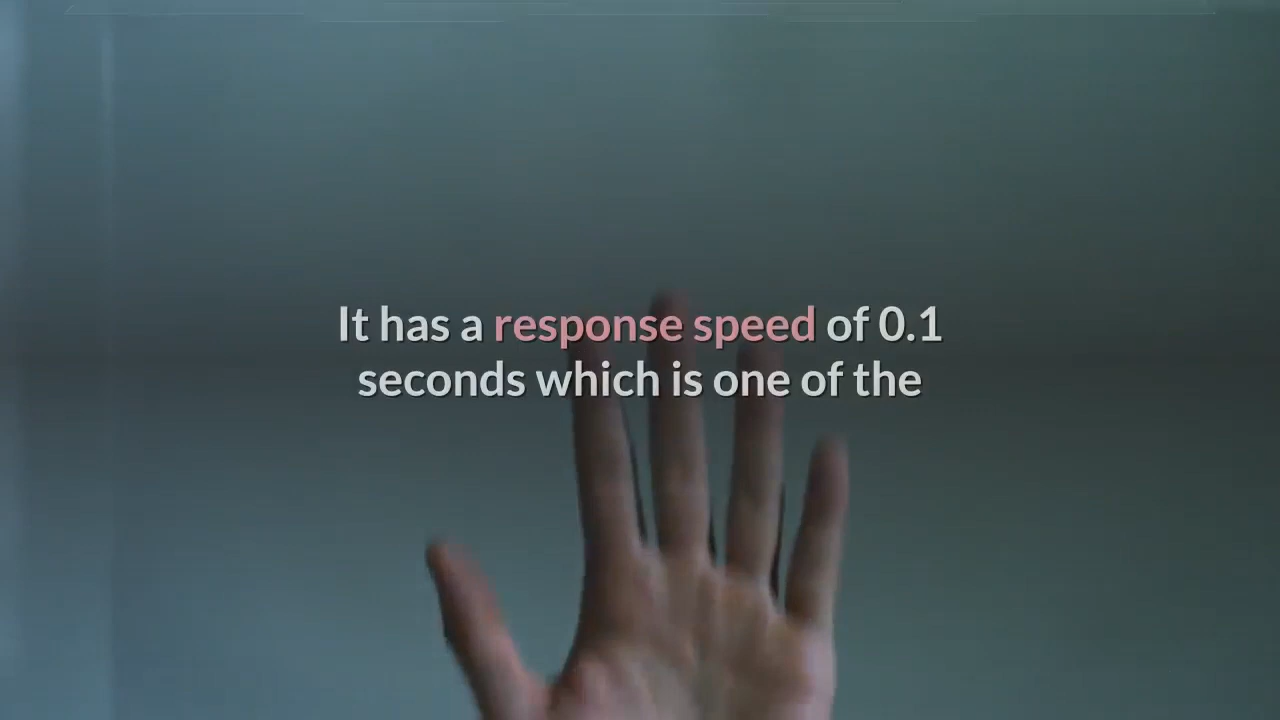 It has a response speed of 0.1
seconds which is one of the